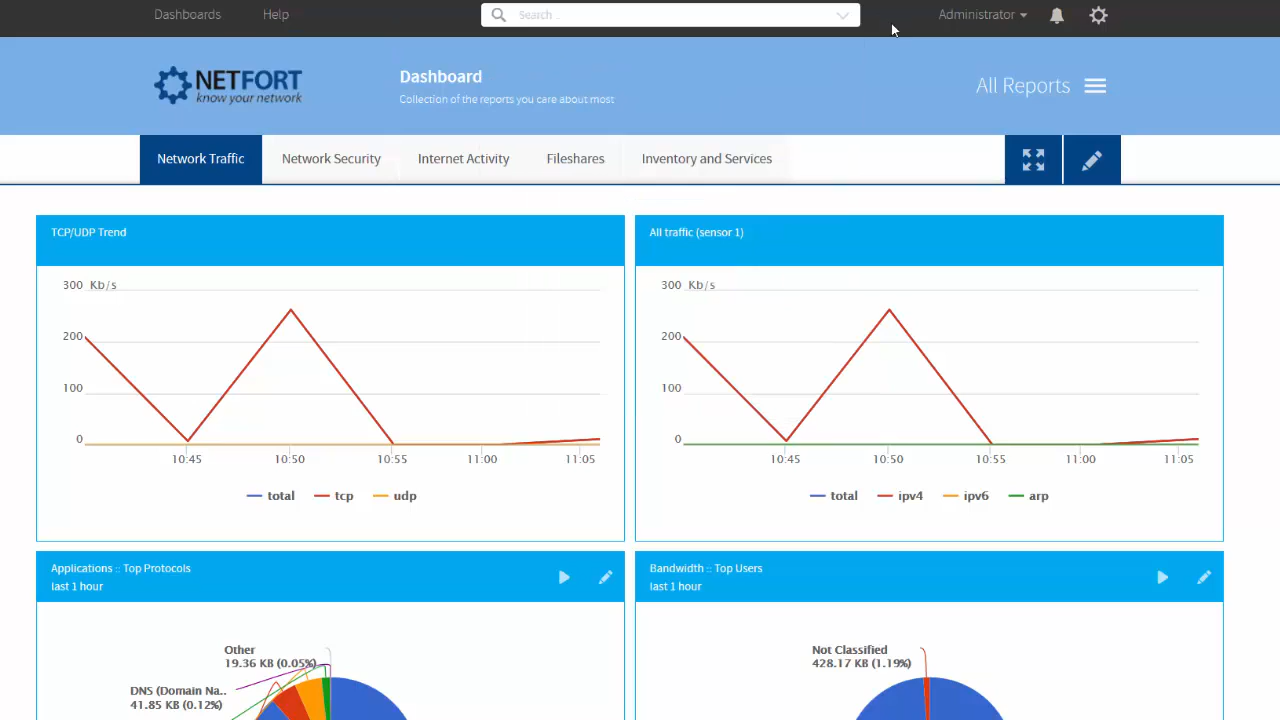 Dashboards
Help
Search ..
Administrator
NETFORT
know your network
Dashboard
Collection of the reports you care about most
All Reports
Network Traffic
Network Security
Internet Activity
Fileshares
Inventory and Services
TCP/UDP Trend
300 Kb/s
200
100
0
10:45
10:50
10:55
11:00
11:05
total
tcp
udp
All traffic (sensor 1)
300 Kb/s
200
100
0
10:45
10:50
10:55
11:00
11:05
total
ipv4
ipv6
arp
Applications :: Top Protocols
last 1 hour
Other
19.36 KB (0.05%)
DNS (Domain Na..
41.85 KB (0.12%)
Bandwidth :: Top Users
last 1 hour
Not Classified
428.17 KB (1.19%)